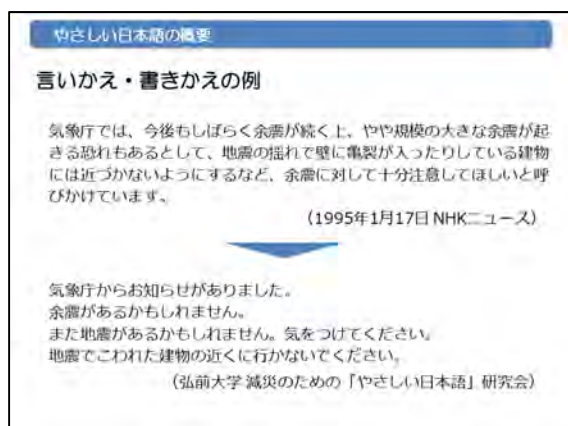 やさしい日本語の概要
言いかえ・書きかえの例
気象庁では、今後もしばらく余震が続く上、やや規模の大きな余震が起
きる恐れもあるとして、地震の揺れで壁に亀裂が入ったりしている建物
には近づかないようにするなど、余震に対して十分注意してほしいと呼
びかけています。
(1995年1月17日 NHKニュース)
気象庁からお知らせがありました。
余震があるかもしれません。
また地震があるかもしれません。気をつけてください。
地震でこわれた建物の近くに行かないでください。
(弘前大学 減災のための「やさしい日本語」研究会)